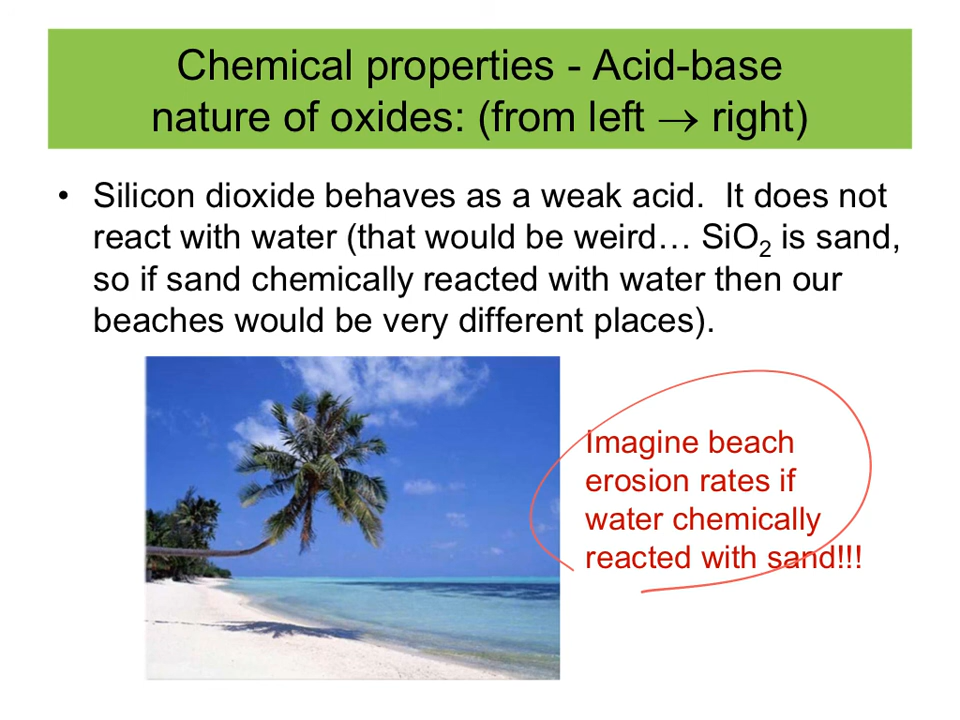 Chemical properties - Acid-base
nature of oxides: (from left → right)
• Silicon dioxide behaves as a weak acid.  It does not
react with water (that would be weird… SiO₂ is sand,
so if sand chemically reacted with water then our
beaches would be very different places).
Imagine beach
erosion rates if
water chemically
reacted with sand!!!